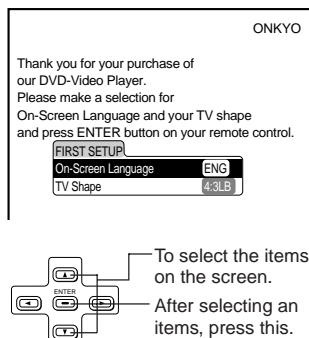 ONKYO
Thank you for your purchase of
our DVD-Video Player.
Please make a selection for
On-Screen Language and your TV shape
and press ENTER button on your remote control.
FIRST SETUP
On-Screen Language ENG
TV Shape 4:3LB
To select the items
on the screen.
ENTER
After selecting an
items, press this.